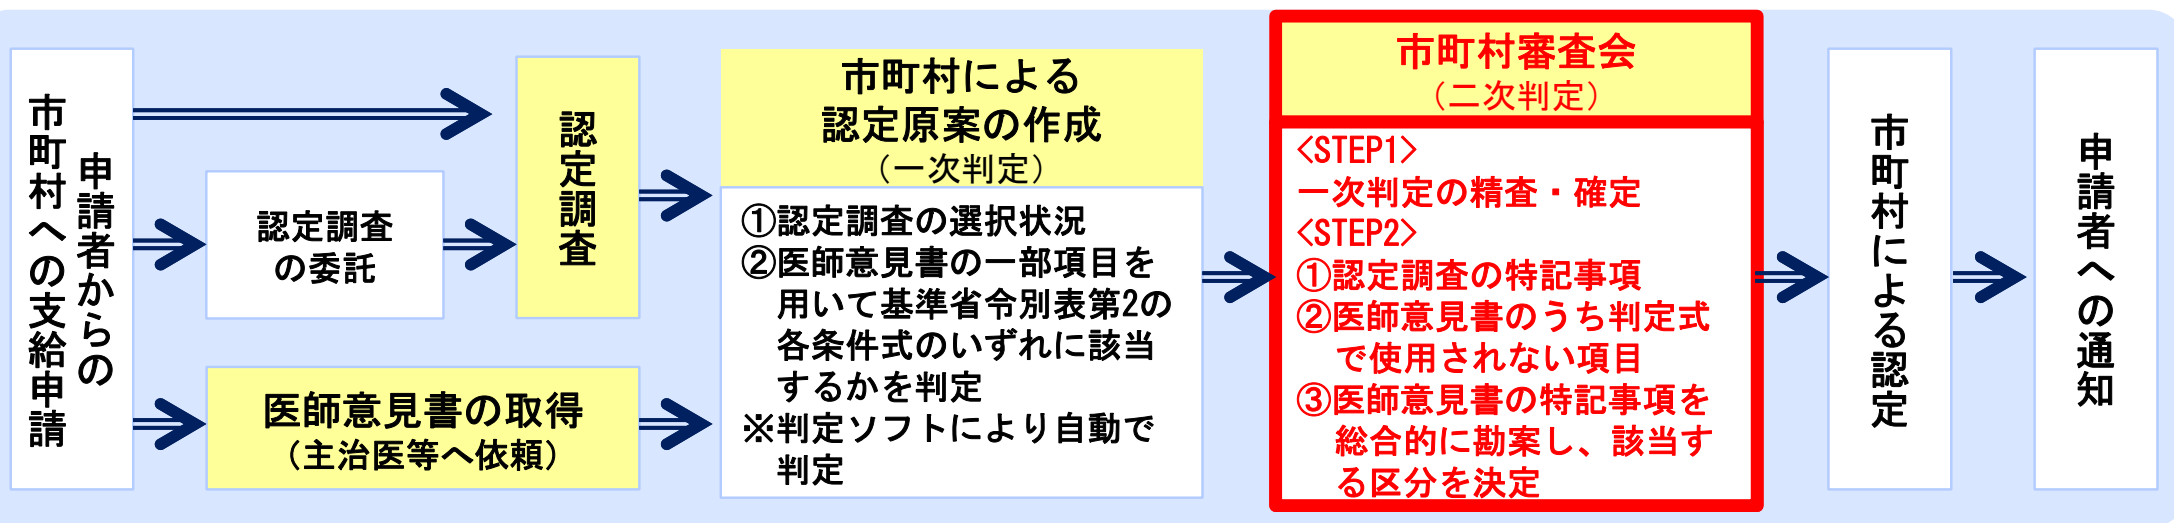 申請者からの
市町村への支給申請
認定調査
の委託
認定調査
医師意見書の取得
（主治医等へ依頼）
市町村による
認定原案の作成
（一次判定）
①認定調査の選択状況
②医師意見書の一部項目を
用いて基準省令別表第2の
各条件式のいずれに該当
するかを判定
※判定ソフトにより自動で
判定
市町村審査会
（二次判定）
<STEP1>
一次判定の精査・確定
<STEP2>
①認定調査の特記事項
②医師意見書のうち判定式
で使用されない項目
③医師意見書の特記事項を
総合的に勘案し、該当す
る区分を決定
市町村による認定
申請者への通知